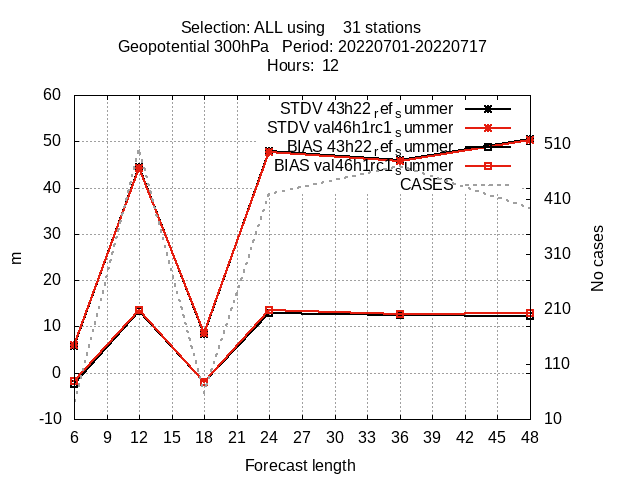 Selection: ALL using    31 stations
Geopotential 300hPa   Period: 20220701-20220717
Hours:  12
STDV 43h22_ref_summer
STDV val46h1rc1_summer
BIAS 43h22_ref_summer
BIAS val46h1rc1_summer
CASES
60
50
40
30
20
10
0
-10
m
510
410
310
210
110
10
No cases
6 9 12 15 18 21 24 27 30 33 36 39 42 45 48
Forecast length